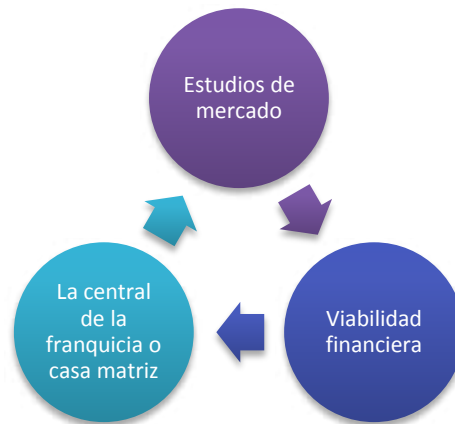 Estudios de
mercado
Viabilidad
financiera
La central
de la
franquicia o
casa matriz